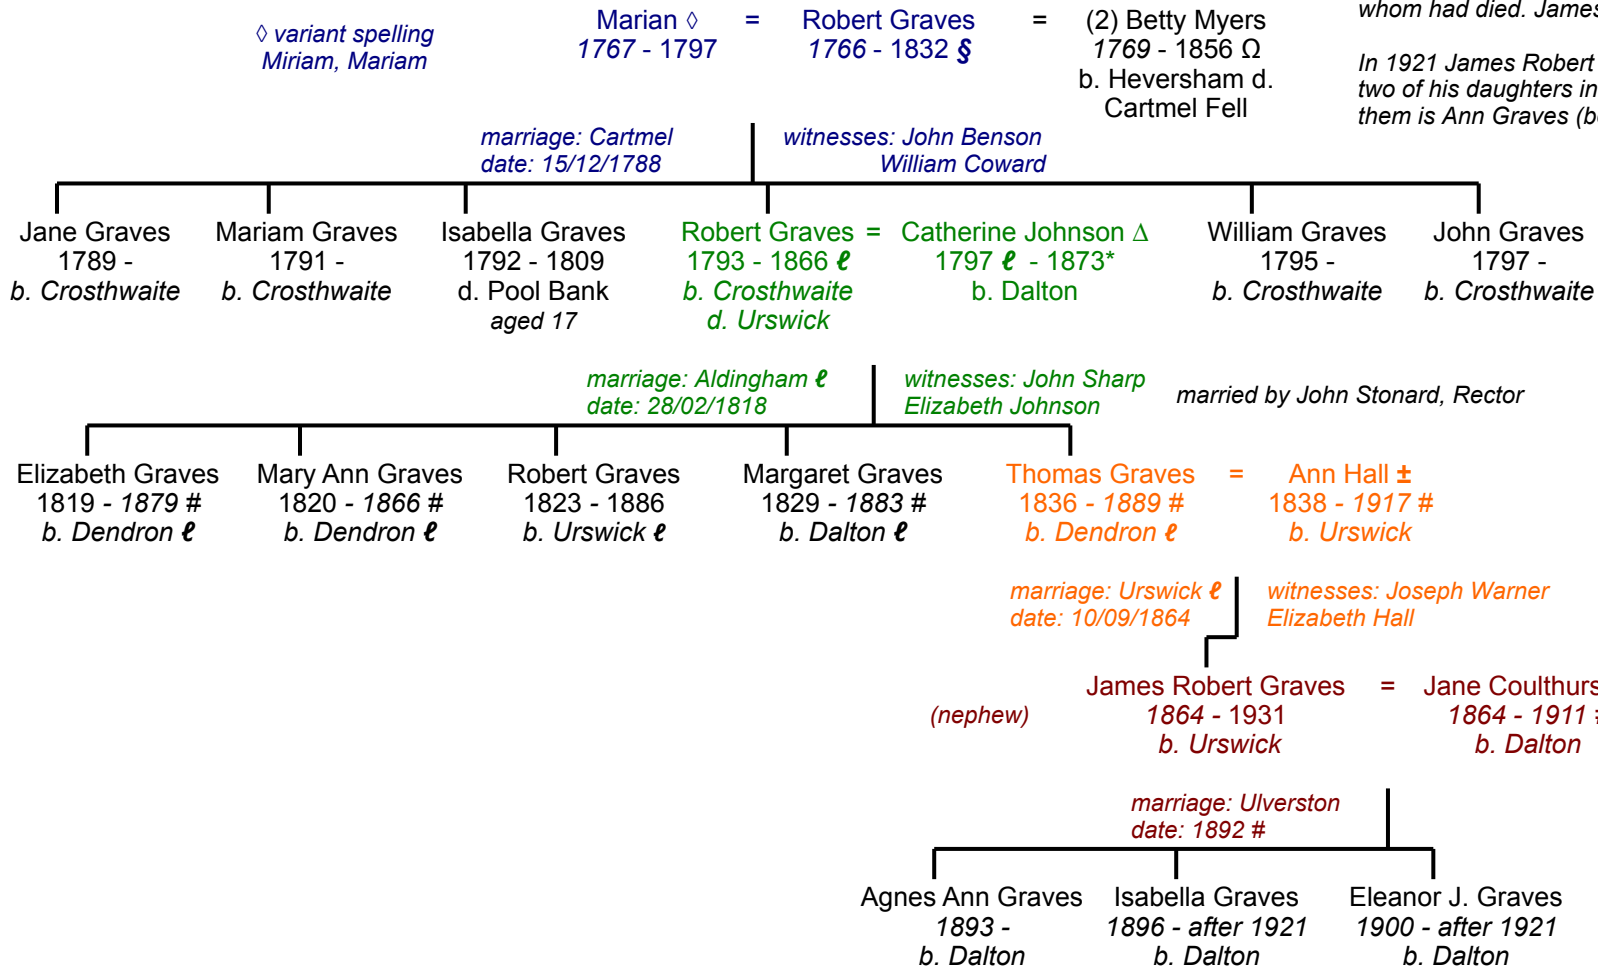 ◊ variant spelling
Miriam, Mariam
Marian ◊ = Robert Graves = (2) Betty Myers
1767 - 1797
1766 - 1832 §
1769 - 1856 Ω
b. Heversham d.
Cartmel Fell
whom had died. James
In 1921 James Robert
two of his daughters in
them is Ann Graves (b
marriage: Cartmel
date: 15/12/1788
witnesses: John Benson
William Coward
Jane Graves
1789 -
b. Crosthwaite
Mariam Graves
1791 -
b. Crosthwaite
Isabella Graves
1792 - 1809
d. Pool Bank
aged 17
Robert Graves = Catherine Johnson Δ
1793 - 1866 ℓ
b. Crosthwaite
d. Urswick
1797 ℓ - 1873*
b. Dalton
William Graves
1795 -
b. Crosthwaite
John Graves
1797 -
b. Crosthwaite
marriage: Aldingham ℓ
date: 28/02/1818
witnesses: John Sharp
Elizabeth Johnson
married by John Stonard, Rector
Elizabeth Graves
1819 - 1879 #
b. Dendron ℓ
Mary Ann Graves
1820 - 1866 #
b. Dendron ℓ
Robert Graves
1823 - 1886
b. Urswick ℓ
Margaret Graves
1829 - 1883 #
b. Dalton ℓ
Thomas Graves = Ann Hall ±
1836 - 1889 #
b. Dendron ℓ
1838 - 1917 #
b. Urswick
marriage: Urswick ℓ
date: 10/09/1864
witnesses: Joseph Warner
Elizabeth Hall
(nephew)
James Robert Graves = Jane Coulthurs
1864 - 1931
b. Urswick
1864 - 1911
b. Dalton
marriage: Ulverston
date: 1892 #
Agnes Ann Graves
1893 -
b. Dalton
Isabella Graves
1896 - after 1921
b. Dalton
Eleanor J. Graves
1900 - after 1921
b. Dalton